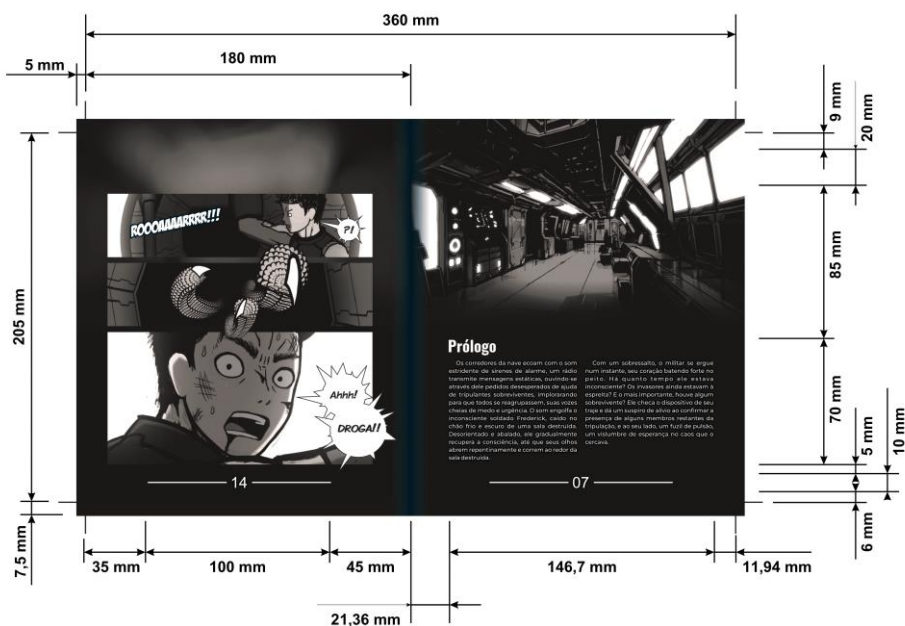 360 mm
180 mm
5 mm
9 mm
20 mm
85 mm
70 mm
5 mm
10 mm
6 mm
205 mm
7,5 mm
35 mm
100 mm
45 mm
21,36 mm
146,7 mm
11,94 mm
ROOOAAAARRRR!!!
?!
Ahhh!
DROGA!!
14
Prólogo
Os corredores da nave ecoam com o som
estridente de sirenes de alarme, um rádio
transmite mensagens estáticas, ouvindo-se
através dele pedidos desesperados de ajuda
de tripulantes sobreviventes, implorando
para que todos se reagrupassem, suas vozes
cheias de medo e urgência. O som engolfa o
inconsciente soldado Frederick, caído no
chão frio e escuro de uma sala destruída.
Desorientado e abalado, ele gradualmente
recupera a consciência, até que seus olhos
abrem repentinamente e correm ao redor da
sala destruída.
Com um sobressalto, o militar se ergue
num instante, seu coração batendo forte no
peito. Há quanto tempo ele estava
inconsciente? Os invasores ainda estavam à
espreita? E o mais importante, houve algum
sobrevivente? Ele checa o dispositivo de seu
traje e dá um suspiro de alívio ao confirmar a
presença de alguns membros restantes da
tripulação, e ao seu lado, um fuzil de pulsão,
um vislumbre de esperança no caos que o
cercava.
07